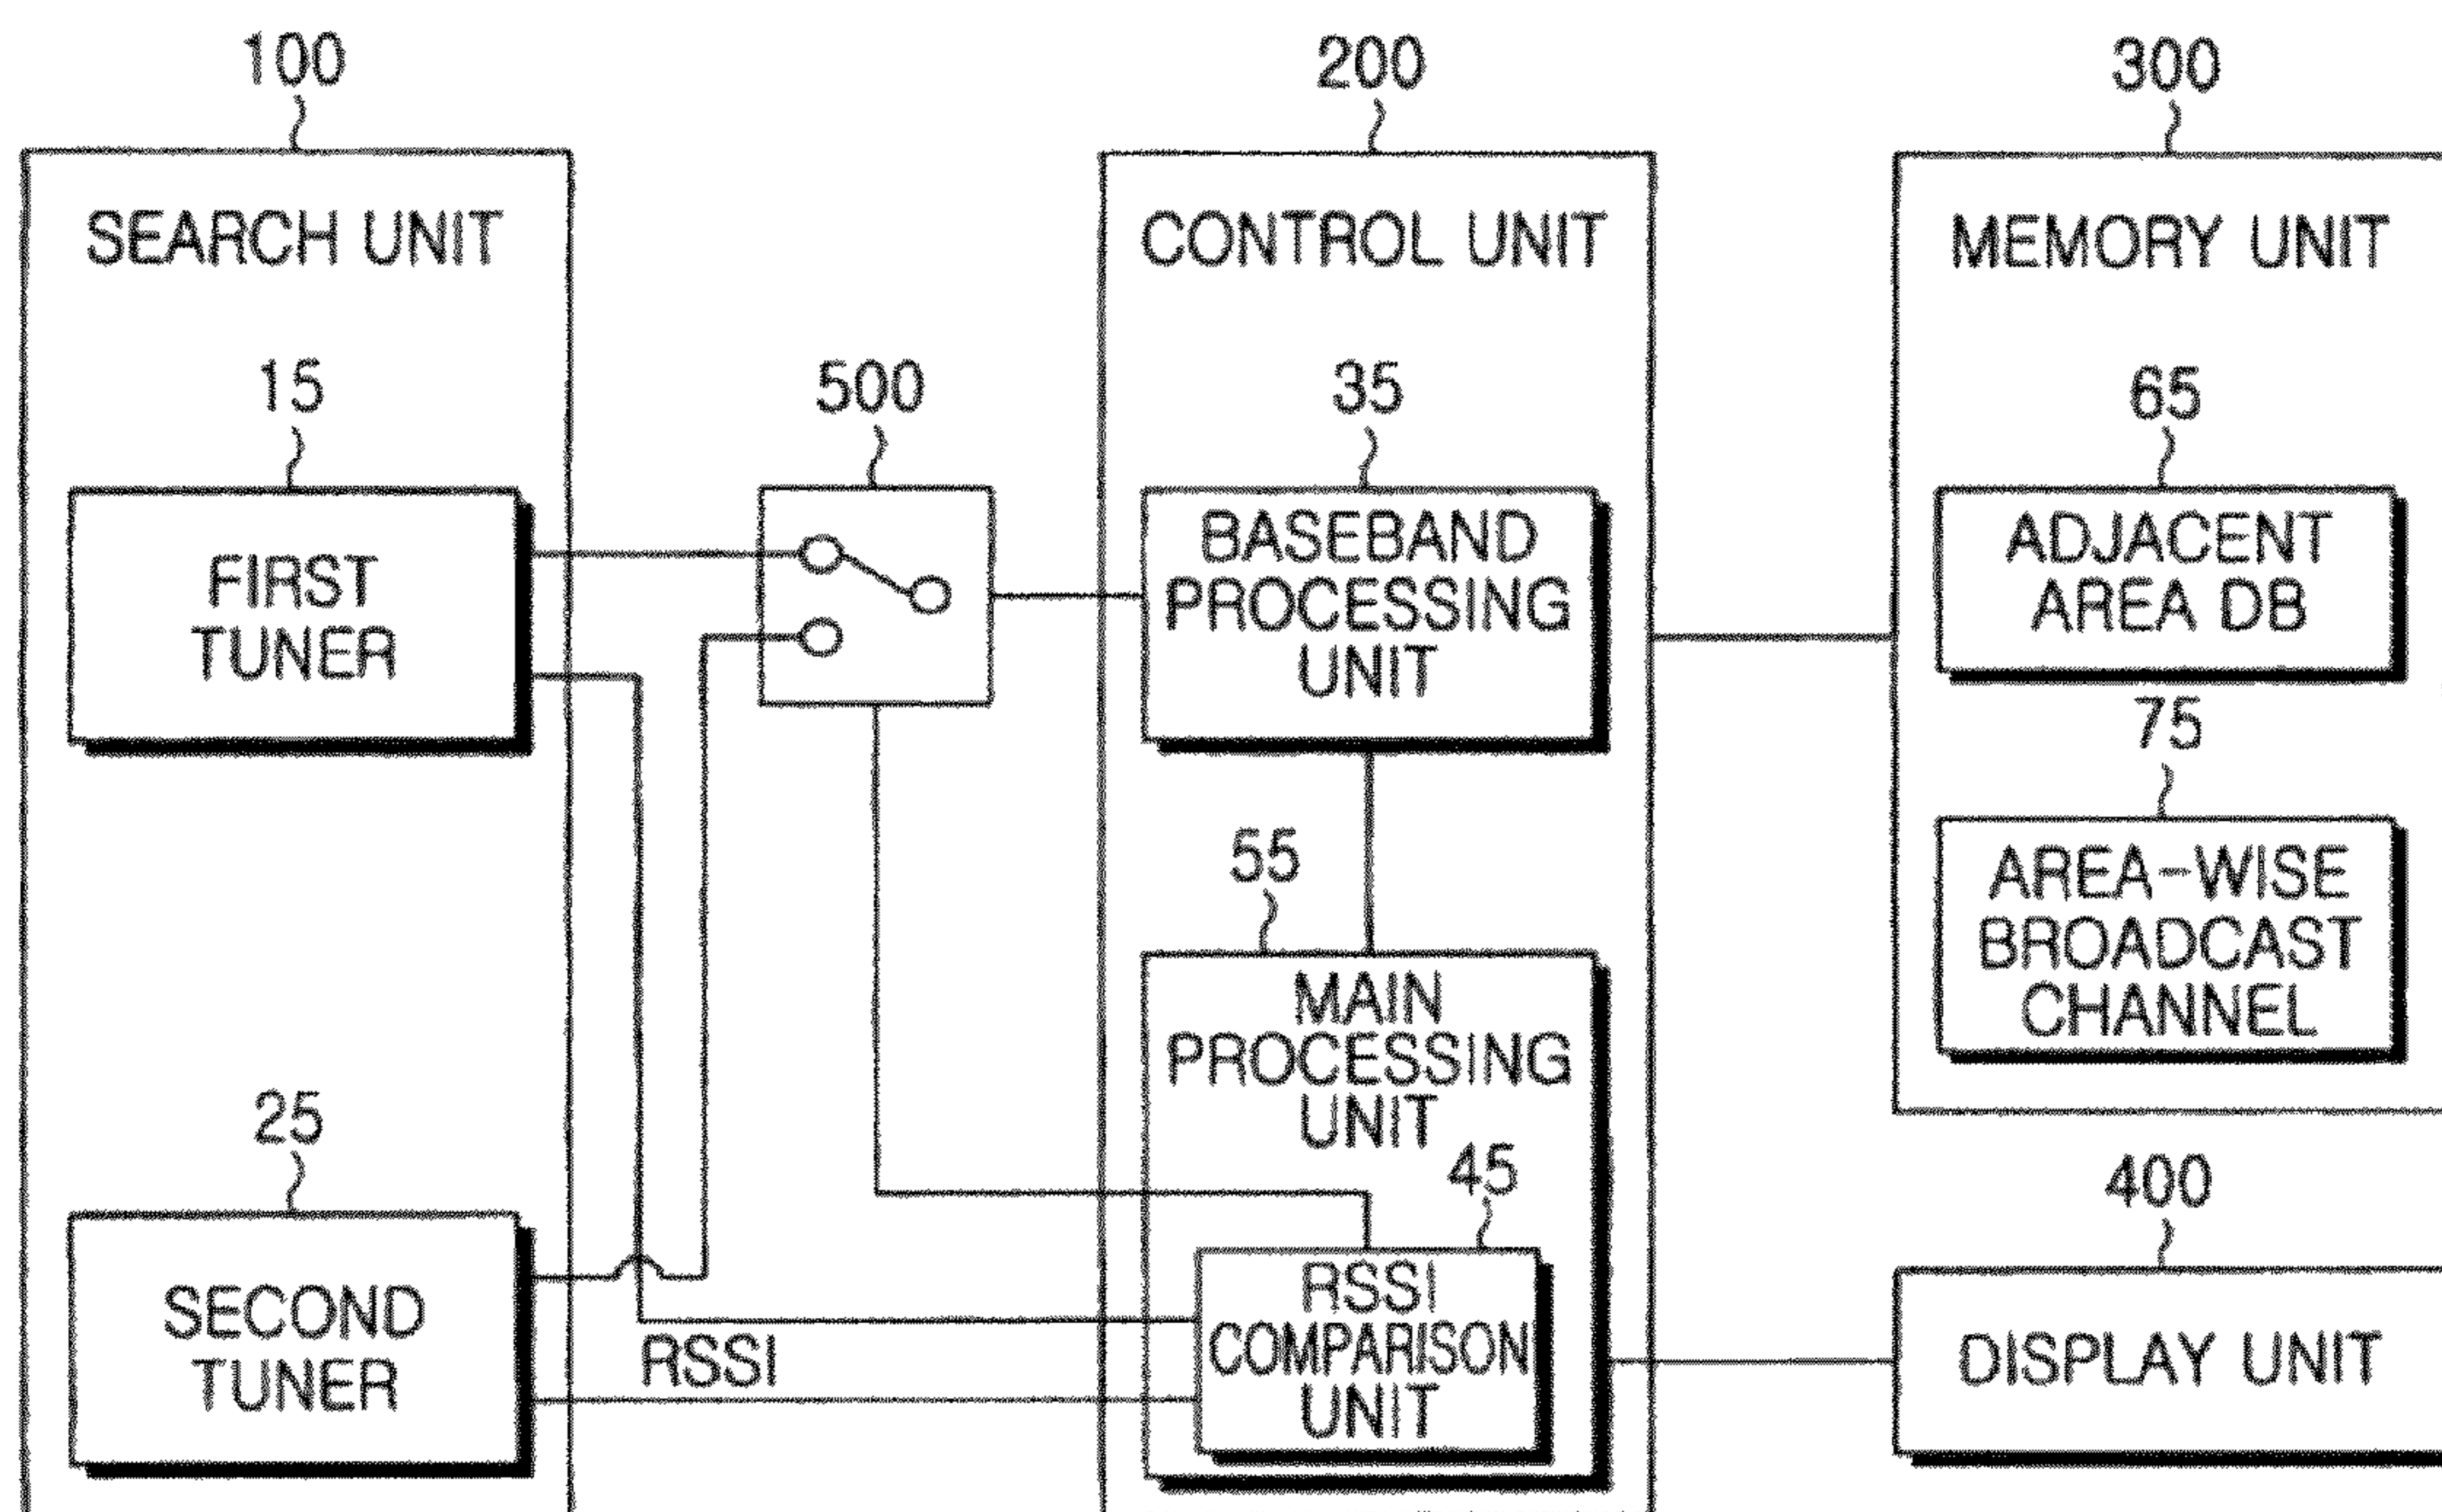 100
SEARCH UNIT
15
FIRST
TUNER
25
SECOND
TUNER
500
RSSI
200
CONTROL UNIT
35
BASEBAND
PROCESSING
UNIT
55
MAIN
PROCESSING
UNIT
45
RSSI
COMPARISON
UNIT
300
MEMORY UNIT
65
ADJACENT
AREA DB
75
AREA-WISE
BROADCAST
CHANNEL
400
DISPLAY UNIT